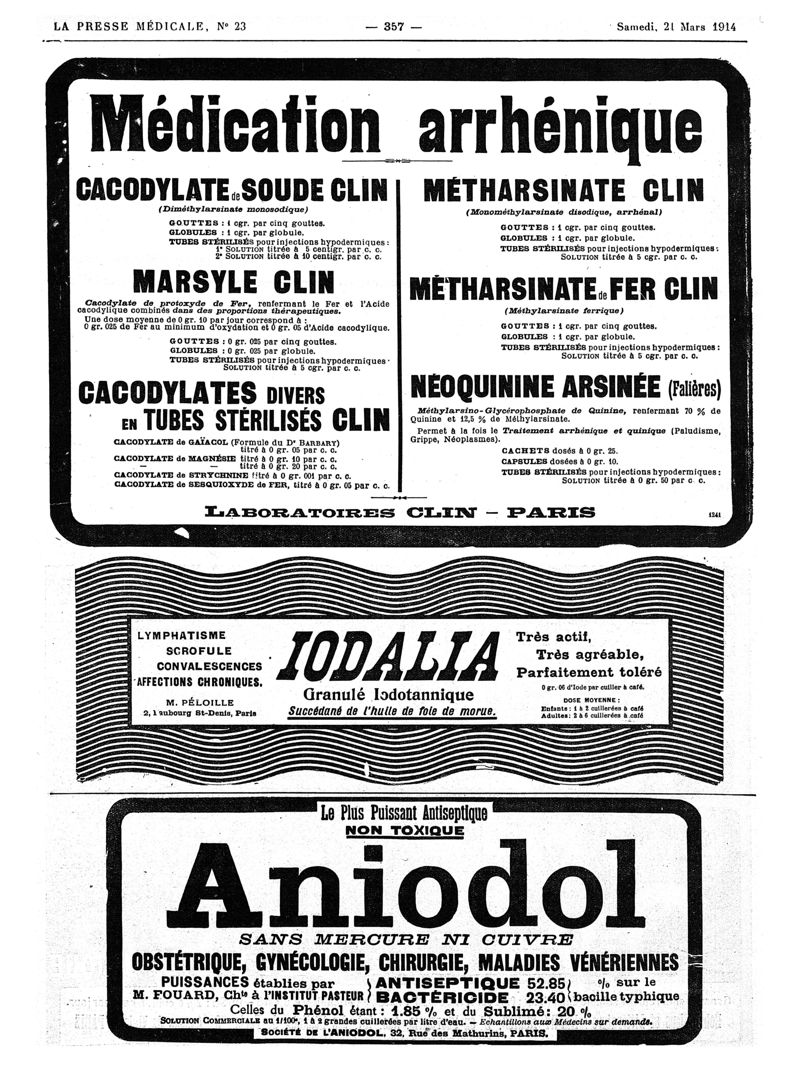 LA PRESSE MÉDICALE, N° 23 — 357 — Samedi, 21 Mars 1914
Médication arrhénique
CACODYLATE de SOUDE CLIN
(Diméthylarsinate monosodique)
GOUTTES : 1 cgr. par cinq gouttes.
GLOBULES : 1 cgr. par globule.
TUBES STÉRILISÉS pour injections hypodermiques :
1° SOLUTION titrée à 5 centigr. par c. c.
2° SOLUTION titrée à 10 centigr. par c. c.
MARSYLE CLIN
Cacodylate de protoxyde de Fer, renfermant le Fer et l'Acide
cacodylique combinés dans des proportions thérapeutiques.
Une dose moyenne de 0 gr. 10 par jour correspond à :
0 gr. 025 de Fer au minimum d'oxydation et 0 gr. 05 d'Acide cacodylique.
GOUTTES : 0 gr. 025 par cinq gouttes.
GLOBULES : 0 gr. 025 par globule.
TUBES STÉRILISÉS pour injections hypodermiques ·
SOLUTION titrée à 5 cgr. par c. c.
CACODYLATES DIVERS
EN TUBES STÉRILISÉS CLIN
CACODYLATE de GAÏACOL (Formule du Dr BARBARY)
titré à 0 gr. 05 par c. c.
CACODYLATE de MAGNÉSIE titré à 0 gr. 10 par c. c.
— — titré à 0 gr. 20 par c. c.
CACODYLATE de STRYCHNINE titré à 0 gr. 001 par c. c.
CACODYLATE de SESQUIOXYDE de FER, titré à 0 gr. 05 par c. c.
MÉTHARSINATE CLIN
(Monométhylarsinate disodique, arrhénal)
GOUTTES : 1 cgr. par cinq gouttes.
GLOBULES : 1 cgr. par globule.
TUBES STÉRILISÉS pour injections hypodermiques :
SOLUTION titrée à 5 cgr. par c. c.
MÉTHARSINATE de FER CLIN
(Méthylarsinate ferrique)
GOUTTES : 1 cgr. par cinq gouttes.
GLOBULES : 1 cgr. par globule.
TUBES STÉRILISÉS pour injections hypodermiques :
SOLUTION titrée à 5 cgr. par c. c.
NÉOQUININE ARSINÉE (Falières)
Méthylarsino-Glycérophosphate de Quinine, renfermant 70 % de
Quinine et 12,5 % de Méthylarsinate.
Permet à la fois le Traitement arrhénique et quinique (Paludisme,
Grippe, Néoplasmes).
CACHETS dosés à 0 gr. 25.
CAPSULES dosées à 0 gr. 10.
TUBES STÉRILISÉS pour injections hypodermiques :
SOLUTION titrée à 0 gr. 50 par c. c.
LABORATOIRES CLIN – PARIS
1241
LYMPHATISME
SCROFULE
CONVALESCENCES
AFFECTIONS CHRONIQUES.
M. PÉLOILLE
2, Faubourg St-Denis, Paris
IODALIA
Granulé Iodotannique
Succédané de l'huile de foie de morue.
Très actif,
Très agréable,
Parfaitement toléré
0 gr. 06 d'Iode par cuiller à café.
DOSE MOYENNE :
Enfants : 1 à 2 cuillerées à café
Adultes : 2 à 6 cuillerées à café
Le Plus Puissant Antiseptique
NON TOXIQUE
Aniodol
SANS MERCURE NI CUIVRE
OBSTÉTRIQUE, GYNÉCOLOGIE, CHIRURGIE, MALADIES VÉNÉRIENNES
PUISSANCES établies par ) ANTISEPTIQUE 52.85 ) % sur le
M. FOUARD, Chte à l'INSTITUT PASTEUR ) BACTÉRICIDE 23.40 ) bacille typhique
Celles du Phénol étant : 1.85 % et du Sublimé : 20 %
SOLUTION COMMERCIALE au 1/100e, 1 à 2 grandes cuillerées par litre d'eau. – Echantillons aux Médecins sur demande.
SOCIÉTÉ DE L'ANIODOL, 32, Rue des Mathurins, PARIS.